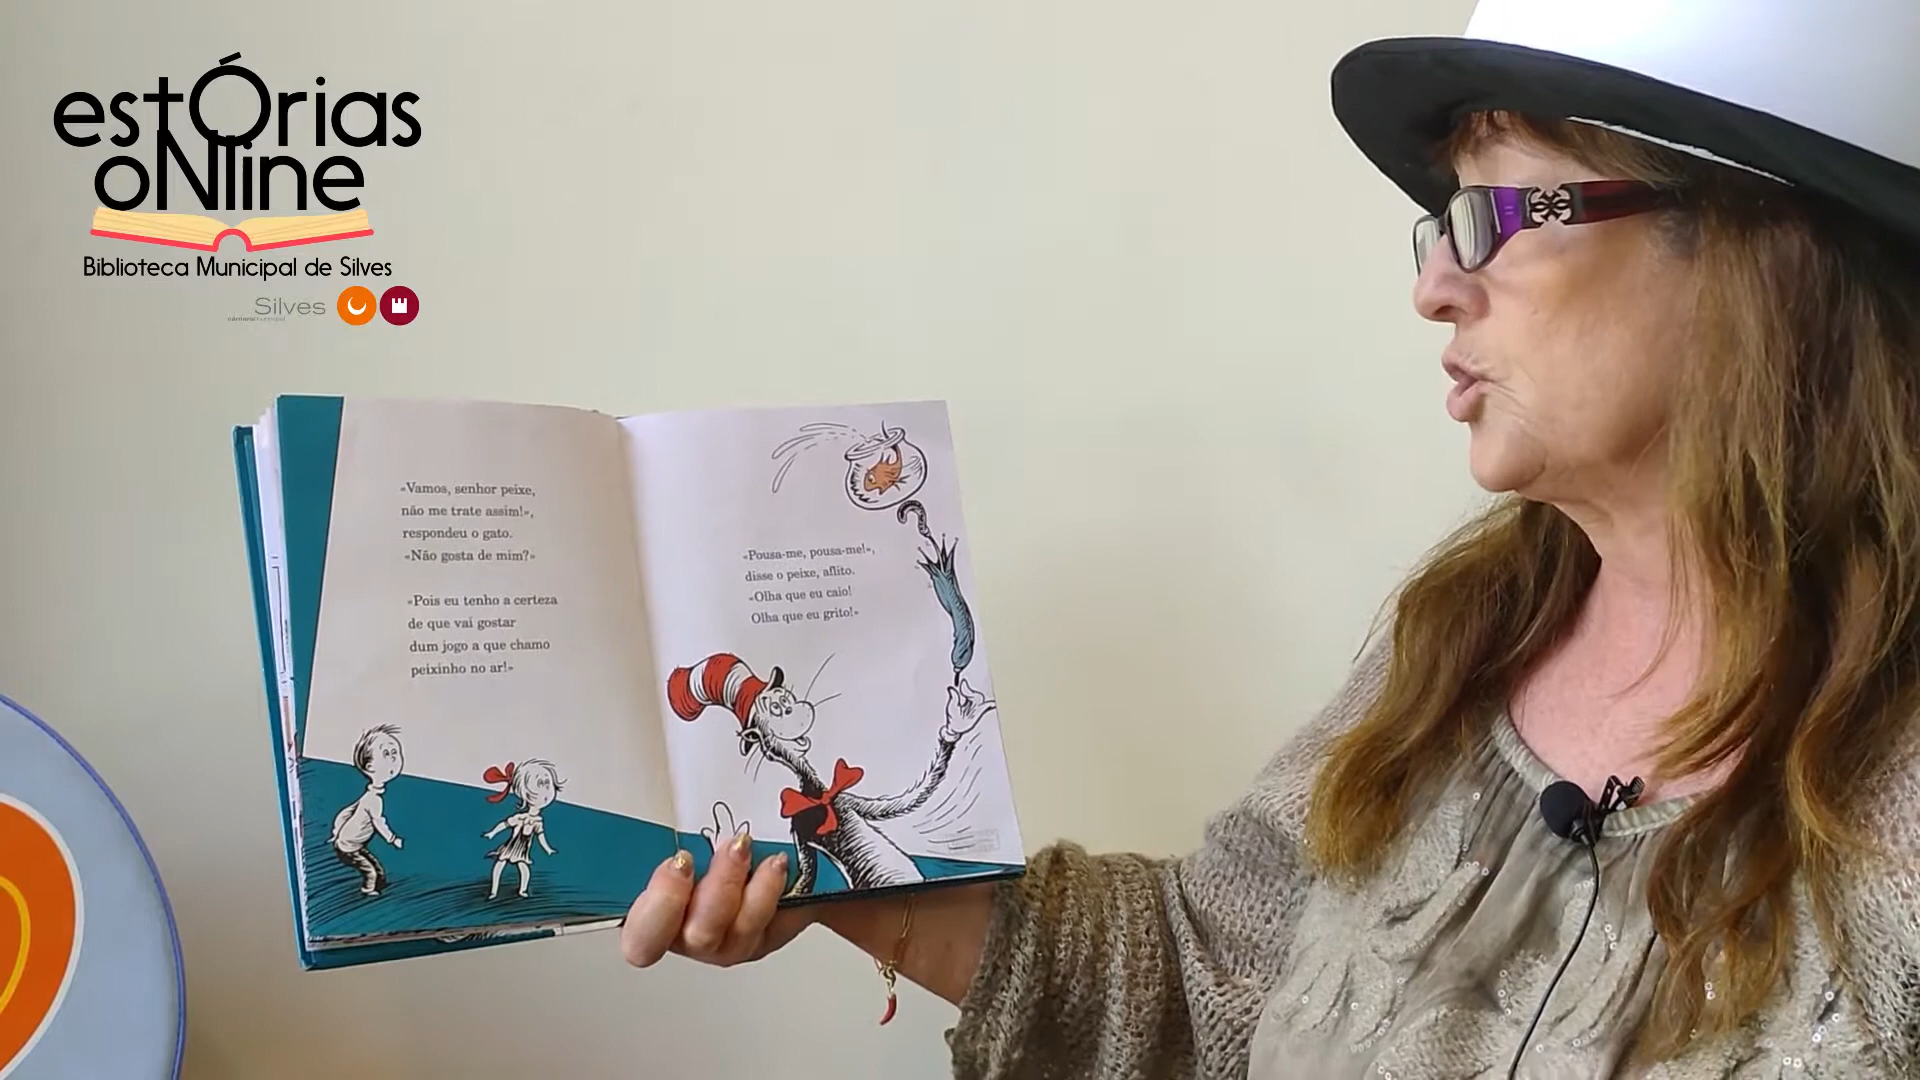 estÓrias
oNline
Biblioteca Municipal de Silves
Silves
câmara municipal
«Vamos, senhor peixe,
não me trate assim!»,
respondeu o gato.
«Não gosta de mim?»
«Pois eu tenho a certeza
de que vai gostar
dum jogo a que chamo
peixinho no ar!»
«Pousa-me, pousa-me!»,
disse o peixe, aflito.
«Olha que eu caio!
Olha que eu grito!»